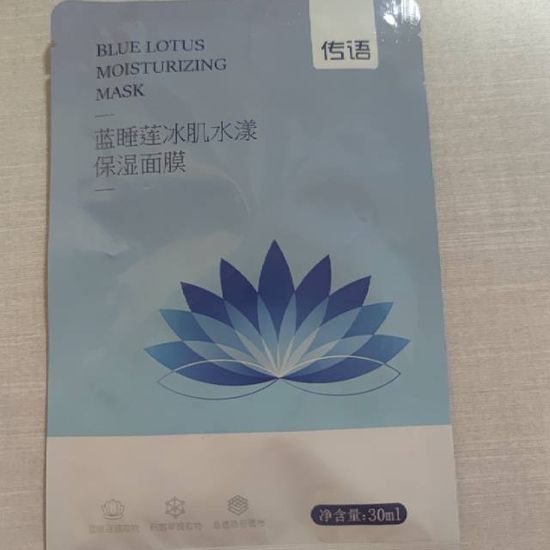 BLUE LOTUS
MOISTURIZING
MASK
传语
蓝睡莲冰肌水漾
保湿面膜
净含量:30ml